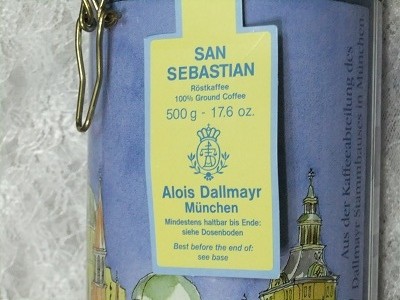 SAN
SEBASTIAN
Röstkaffee
100% Ground Coffee
500 g - 17.6 oz.
Alois Dallmayr
München
Mindestens haltbar bis Ende:
siehe Dosenboden
Best before the end of:
see base
Aus der Kaffeeabteilung des
Dallmayr Stammhauses in München